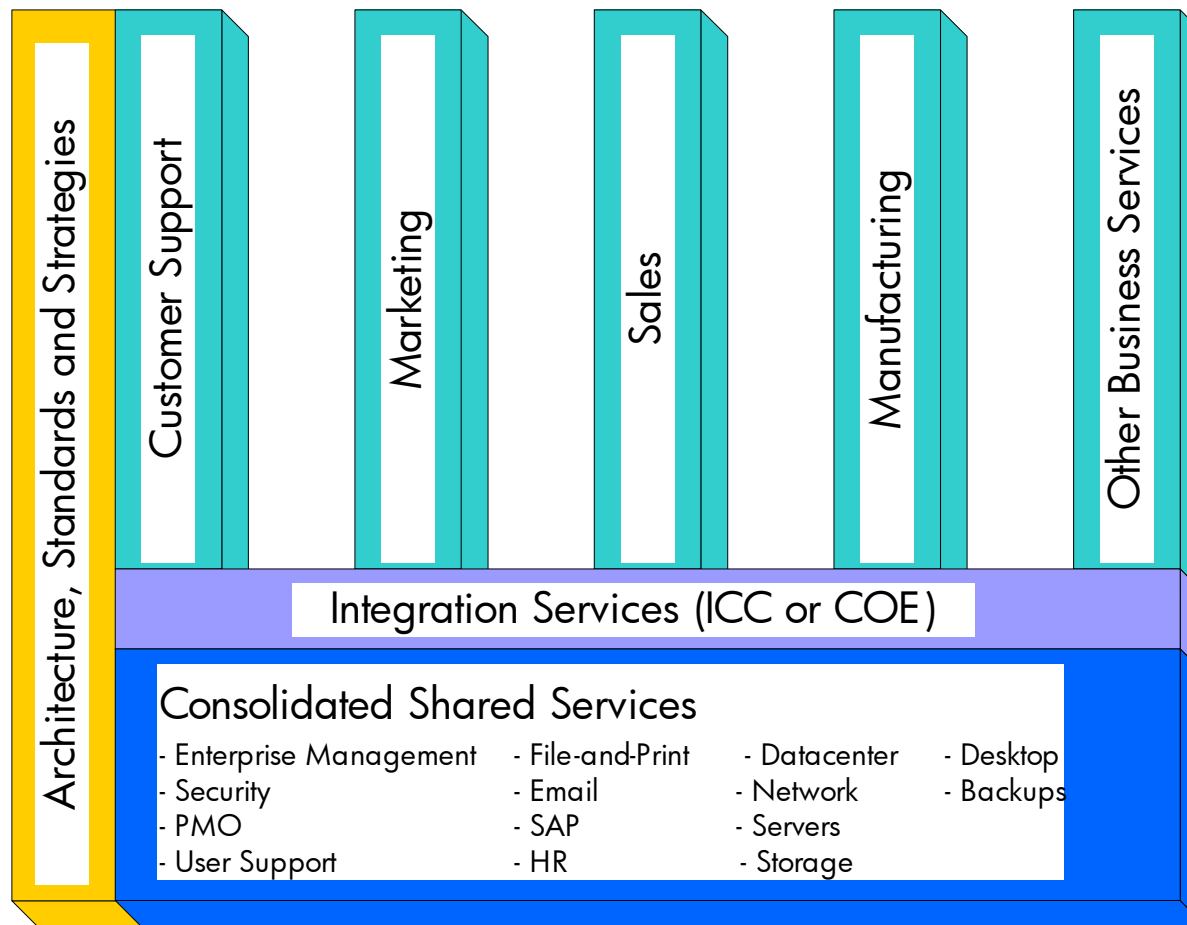 Architecture, Standards and Strategies
Customer Support
Marketing
Sales
Manufacturing
Other Business Services
Integration Services (ICC or COE)
Consolidated Shared Services
- Enterprise Management - File-and-Print - Datacenter - Desktop
- Security - Email - Network - Backups
- PMO - SAP - Servers
- User Support - HR - Storage